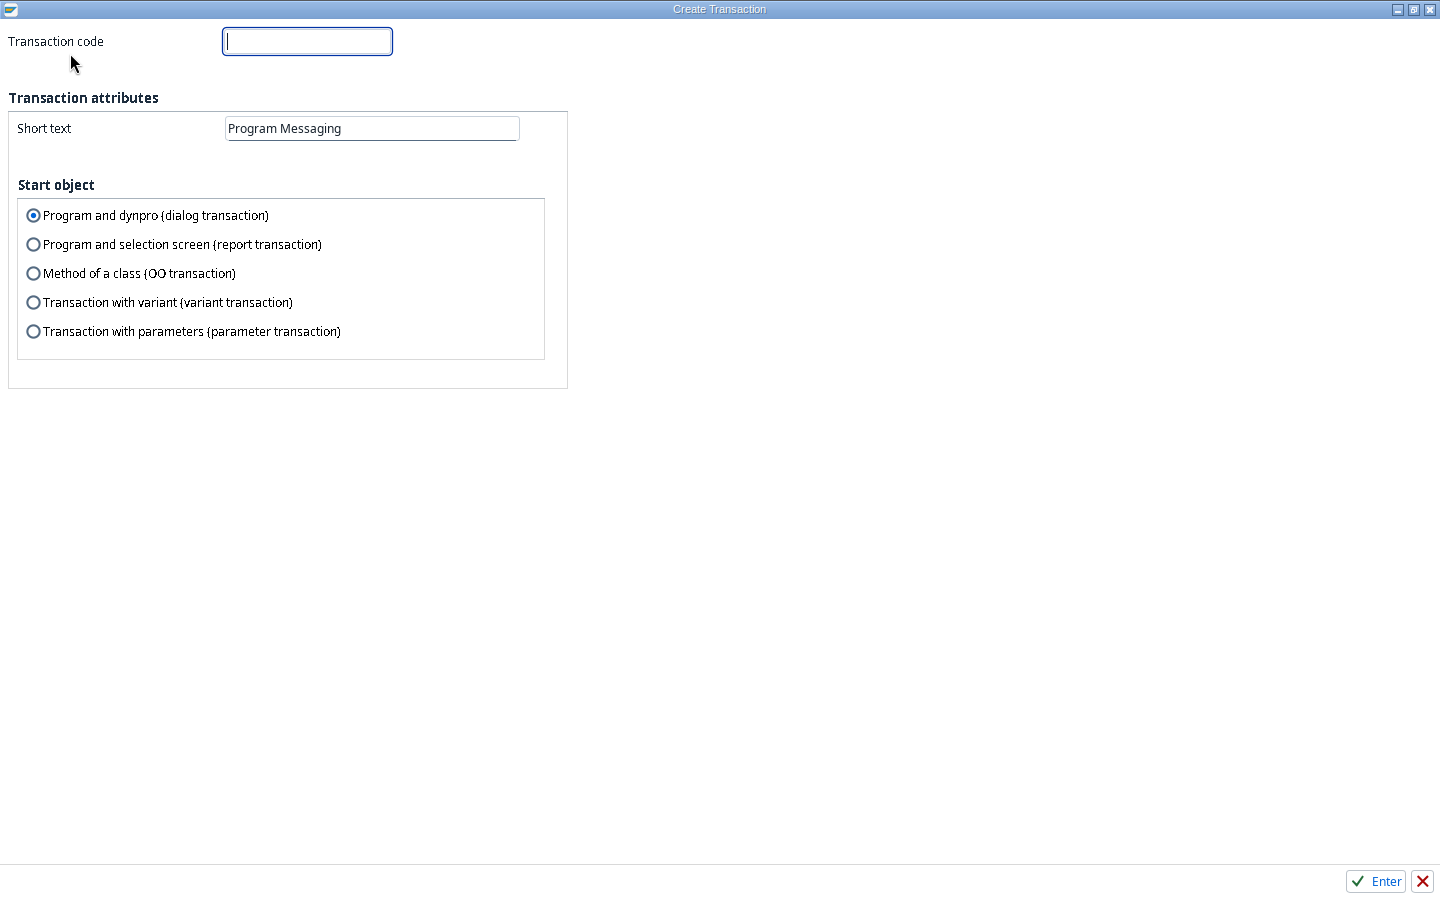 Create Transaction
Transaction code
Transaction attributes
Short text Program Messaging
Start object
Program and dynpro (dialog transaction)
Program and selection screen (report transaction)
Method of a class (OO transaction)
Transaction with variant (variant transaction)
Transaction with parameters (parameter transaction)
Enter